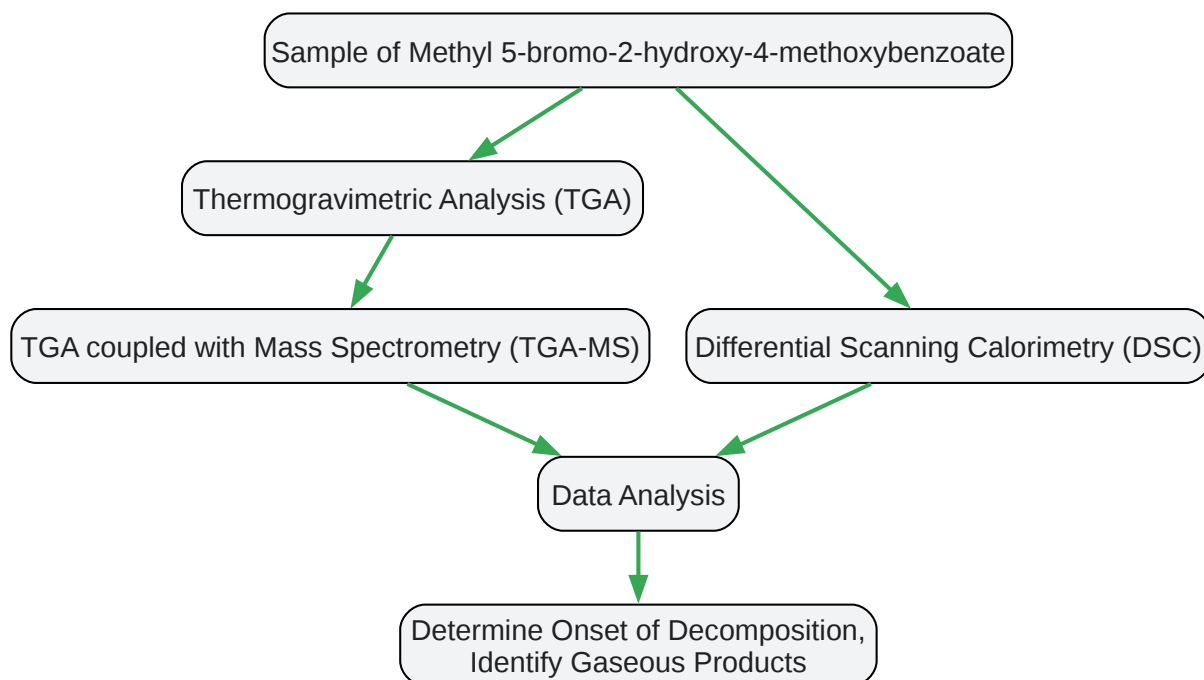 Sample of Methyl 5-bromo-2-hydroxy-4-methoxybenzoate
Thermogravimetric Analysis (TGA)
TGA coupled with Mass Spectrometry (TGA-MS)
Differential Scanning Calorimetry (DSC)
Data Analysis
Determine Onset of Decomposition,
Identify Gaseous Products